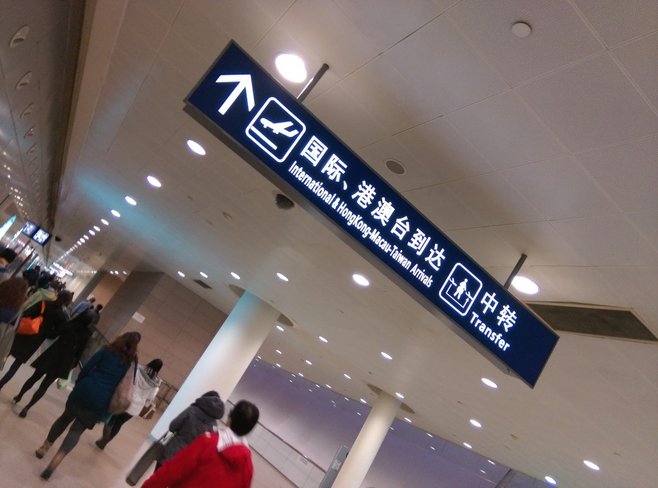 国际、港澳台到达
International & HongKong-Macau-Taiwan Arrivals
中转
Transfer